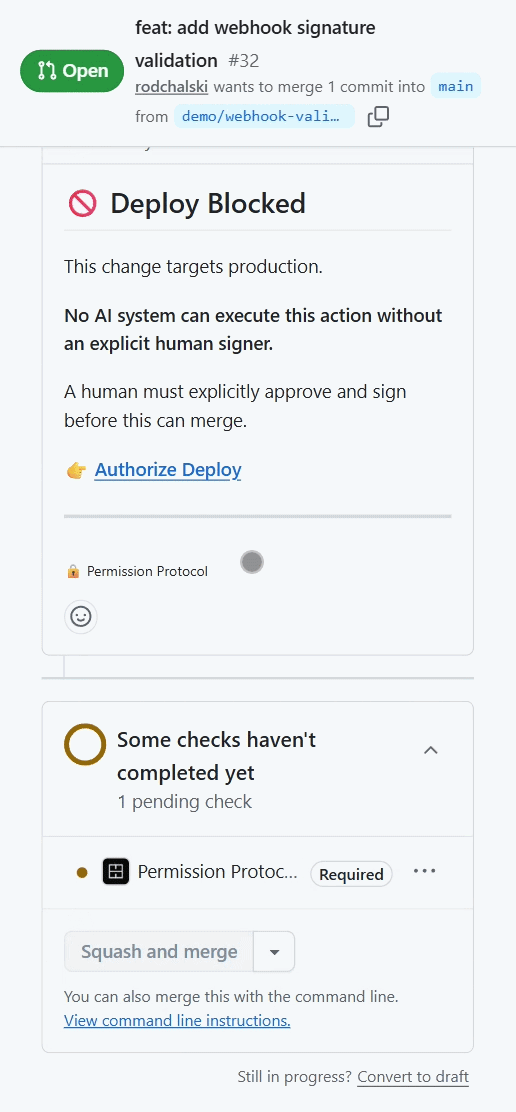 feat: add webhook signature
validation #32
Open
rodchalski wants to merge 1 commit into main
from demo/webhook-vali...
Deploy Blocked
This change targets production.
No AI system can execute this action without
an explicit human signer.
A human must explicitly approve and sign
before this can merge.
Authorize Deploy
Permission Protocol
Some checks haven't
completed yet
1 pending check
Permission Protoc... Required
Squash and merge
You can also merge this with the command line.
View command line instructions.
Still in progress? Convert to draft